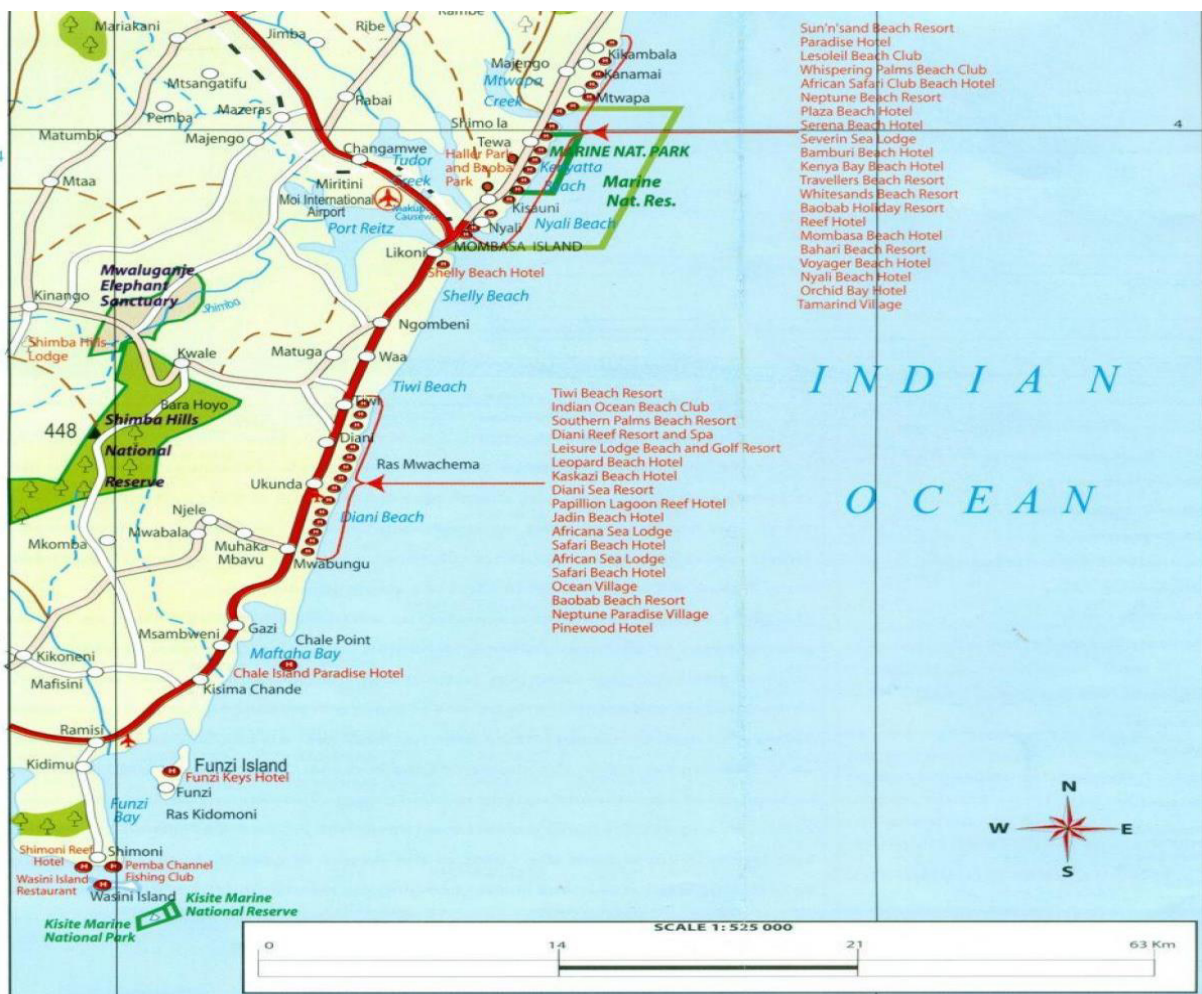 Mariakani
Jimba
Ribe
Rambe
Mtsangatifu
Pemba
Mazeras
Rabai
Matumbi
Majengo
Changamwe
Mtaa
Miritini
Moi International
Airport
Tudor
Creek
Causeway
Port Reitz
Majengo
Mtwapa
Creek
Kikambala
Kanamai
Mtwapa
Shimo la
Tewa
Haller Park
and Baoba
Park
MARINE NAT. PARK
Kenyatta
Beach
Marine
Nat. Res.
Kisauni
Nyali
Nyali Beach
MOMBASA ISLAND
Likoni
Shelly Beach Hotel
Shelly Beach
Sun'n'sand Beach Resort
Paradise Hotel
Lesoleil Beach Club
Whispering Palms Beach Club
African Safari Club Beach Hotel
Neptune Beach Resort
Plaza Beach Hotel
Serena Beach Hotel
Severin Sea Lodge
Bamburi Beach Hotel
Kenya Bay Beach Hotel
Travellers Beach Resort
Whitesands Beach Resort
Baobab Holiday Resort
Reef Hotel
Mombasa Beach Hotel
Bahari Beach Resort
Voyager Beach Hotel
Nyali Beach Hotel
Orchid Bay Hotel
Tamarind Village
4
4
Mwaluganje
Elephant
Sanctuary
Kinango
Shimba
Shimba Hills
Lodge
Kwale
Matuga
Ngombeni
Waa
Tiwi Beach
Bara Hoyo
Shimba Hills
National
Reserve
448
Tiwi
Diani
Ras Mwachema
Ukunda
Diani Beach
Njele
Mwabala
Mkomba
Muhaka
Mbavu
Mwabungu
Tiwi Beach Resort
Indian Ocean Beach Club
Southern Palms Beach Resort
Diani Reef Resort and Spa
Leisure Lodge Beach and Golf Resort
Leopard Beach Hotel
Kaskazi Beach Hotel
Diani Sea Resort
Papillion Lagoon Reef Hotel
Jadin Beach Hotel
Africana Sea Lodge
Safari Beach Hotel
African Sea Lodge
Safari Beach Hotel
Ocean Village
Baobab Beach Resort
Neptune Paradise Village
Pinewood Hotel
INDIAN
OCEAN
Msambweni
Gazi
Chale Point
Maftaha Bay
Chale Island Paradise Hotel
Kikoneni
Mafisini
Kisima Chande
Ramisi
Kidimu
Funzi Island
Funzi Keys Hotel
Funzi
Funzi
Bay
Ras Kidomoni
Shimoni Reef
Hotel
Shimoni
Wasini Island
Restaurant
Pemba Channel
Fishing Club
Wasini Island
Kisite Marine
National Reserve
Kisite Marine
National Park
N
W
E
S
SCALE 1: 525 000
0
14
21
63 Km